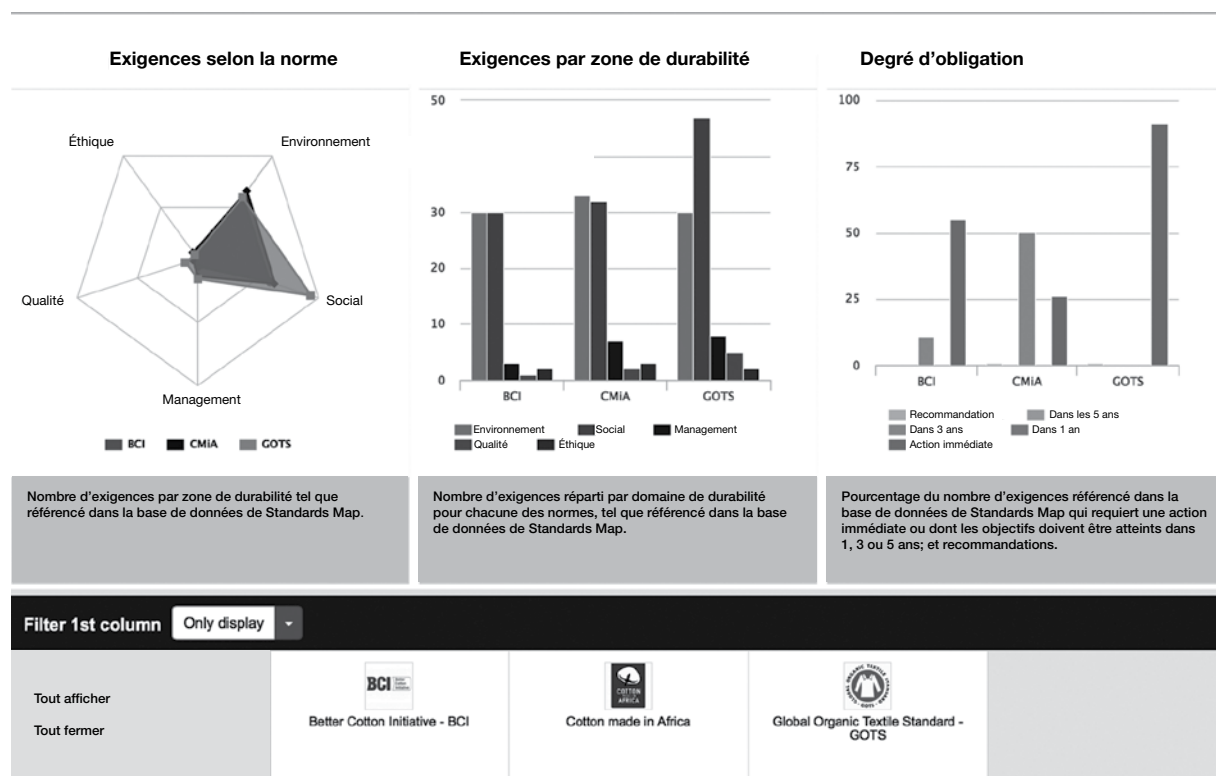 Exigences selon la norme
Éthique
Environnement
Qualité
Social
Management
BCI CMiA GOTS
Nombre d'exigences par zone de durabilité tel que
référencé dans la base de données de Standards Map.
Exigences par zone de durabilité
50
30
20
10
0
BCI CMiA GOTS
Environnement Social Management
Qualité Éthique
Nombre d'exigences réparti par domaine de durabilité
pour chacune des normes, tel que référencé dans la base
de données de Standards Map.
Degré d'obligation
100
75
50
25
0
BCI CMiA GOTS
Recommandation Dans les 5 ans
Dans 3 ans Dans 1 an
Action immédiate
Pourcentage du nombre d'exigences référencé dans la
base de données de Standards Map qui requiert une action
immédiate ou dont les objectifs doivent être atteints dans
1, 3 ou 5 ans; et recommandations.
Filter 1st column Only display
Tout afficher
Tout fermer
BCI
Better Cotton Initiative - BCI
COTTON
AFRICA
Cotton made in Africa
Global Organic Textile Standard -
GOTS